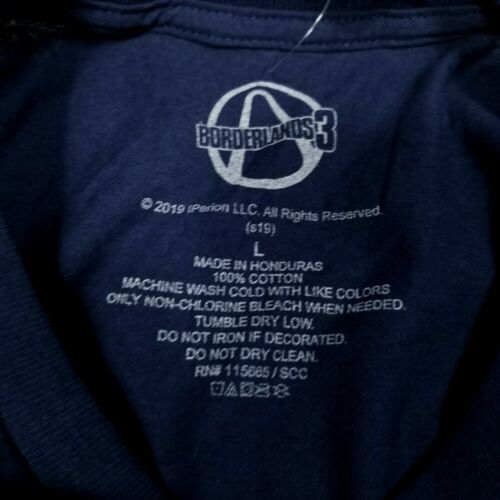 BORDERLANDS 3
© 2019 IPerion LLC. All Rights Reserved.
(s19)
L
MADE IN HONDURAS
100% COTTON
MACHINE WASH COLD WITH LIKE COLORS
ONLY NON-CHLORINE BLEACH WHEN NEEDED.
TUMBLE DRY LOW.
DO NOT IRON IF DECORATED.
DO NOT DRY CLEAN.
RN# 115665 / SCC